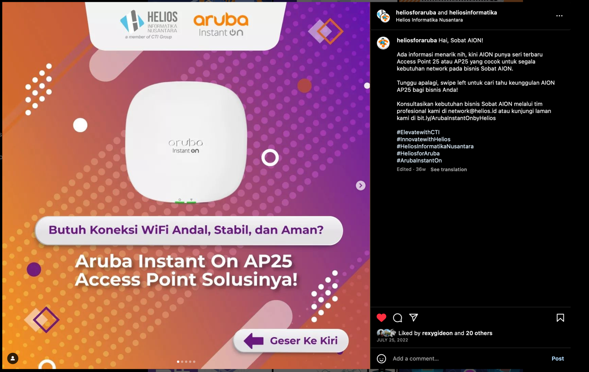 HELIOS
INFORMATIKA
NUSANTARA
a member of CTI Group
aruba
Instant on
aruba
Instant on
Butuh Koneksi WiFi Andal, Stabil, dan Aman?
Aruba Instant On AP25
Access Point Solusinya!
Geser Ke Kiri
heliosforaruba and heliosinformatika
Helios Informatika Nusantara
heliosforaruba Hai, Sobat AION!
Ada informasi menarik nih, kini AION punya seri terbaru
Access Point 25 atau AP25 yang cocok untuk segala
kebutuhan network pada bisnis Sobat AION.
Tunggu apalagi, swipe left untuk cari tahu keunggulan AION
AP25 bagi bisnis Anda!
Konsultasikan kebutuhan bisnis Sobat AION melalui tim
profesional kami di network@helios.id atau kunjungi laman
kami di bit.ly/ArubaInstantOnbyHelios
#ElevatewithCTI
#InnovatewithHelios
#HeliosInformatikaNusantara
#HeliosforAruba
#ArubaInstantOn
Edited · 36w See translation
Liked by rexygideon and 20 others
JULY 26, 2022
Add a comment...
Post